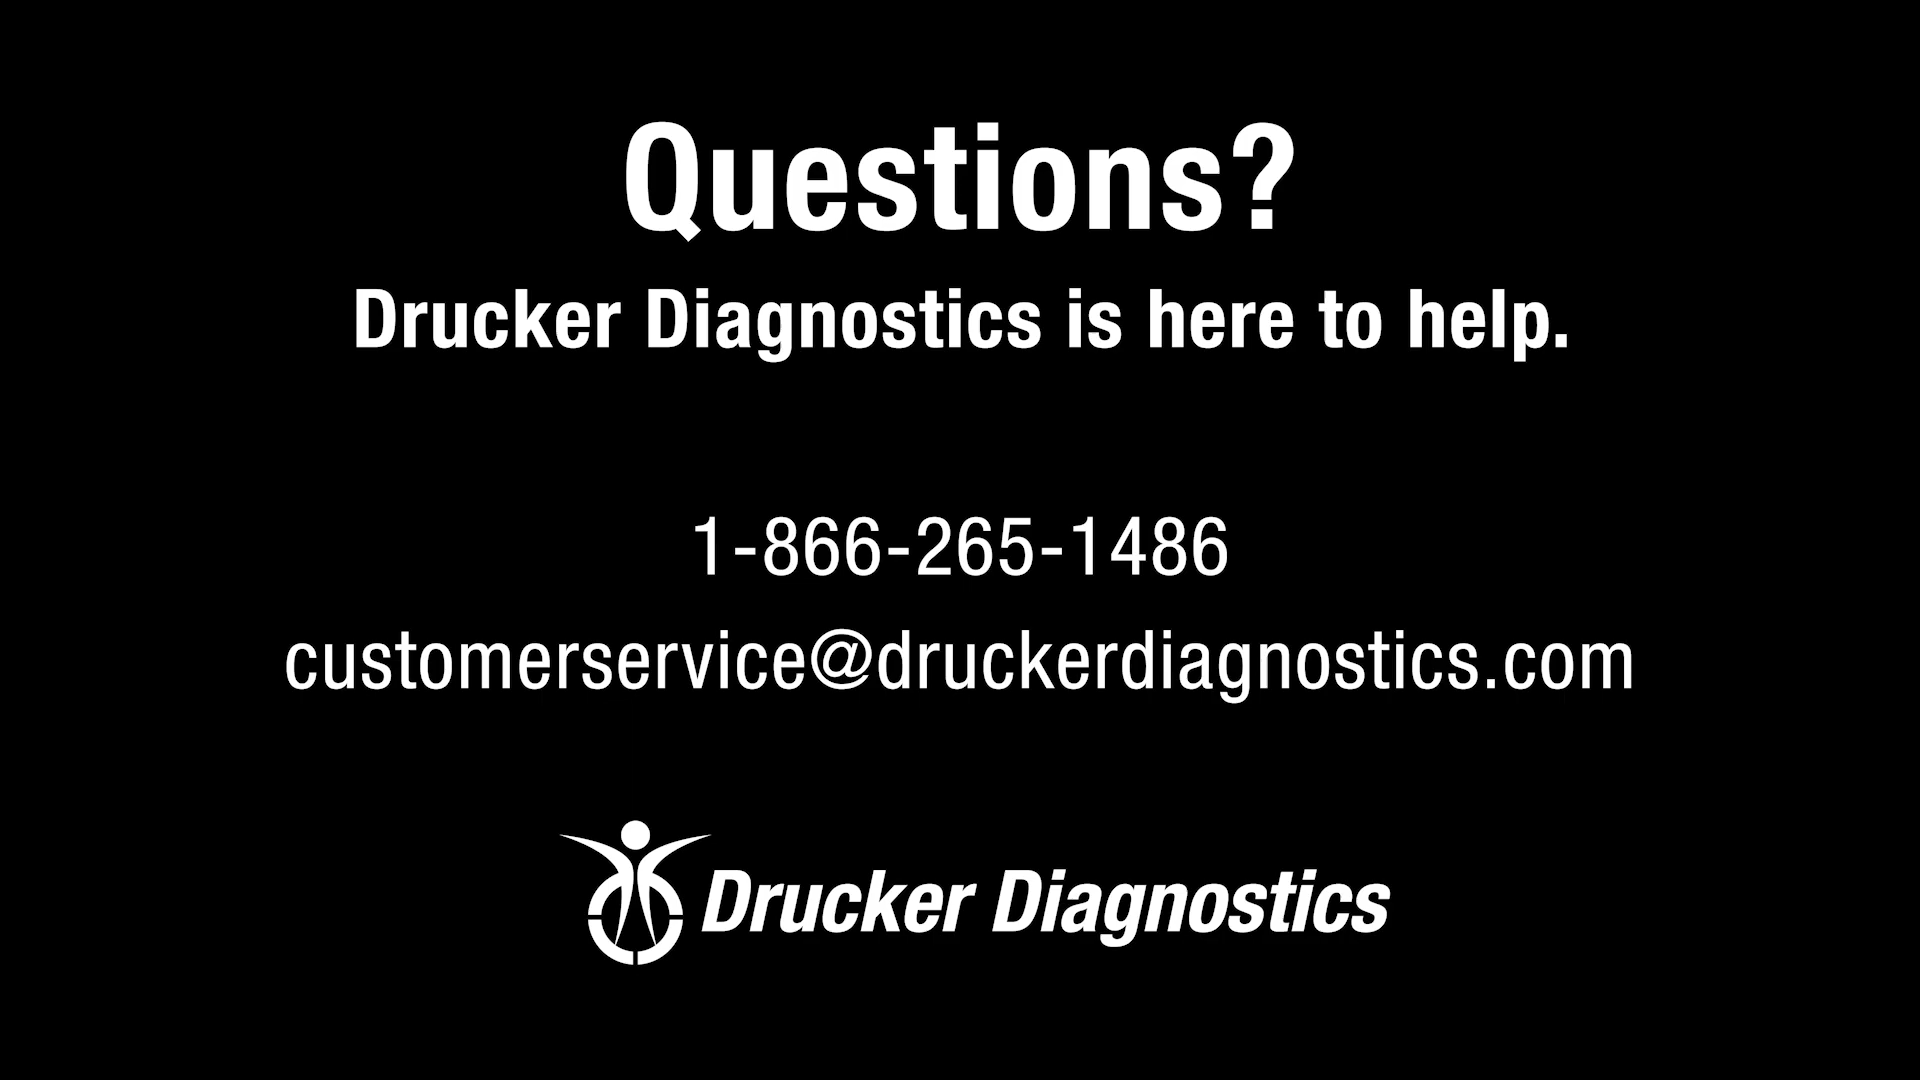 Questions?
Drucker Diagnostics is here to help.
1-866-265-1486
customerservice@druckerdiagnostics.com
Drucker Diagnostics